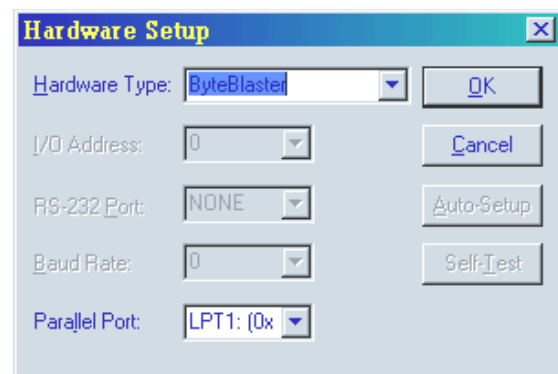 Hardware Setup
Hardware Type: ByteBlaster OK
I/O Address: 0 Cancel
RS-232 Port: NONE Auto-Setup
Baud Rate: 0 Self-Test
Parallel Port: LPT1: (0x